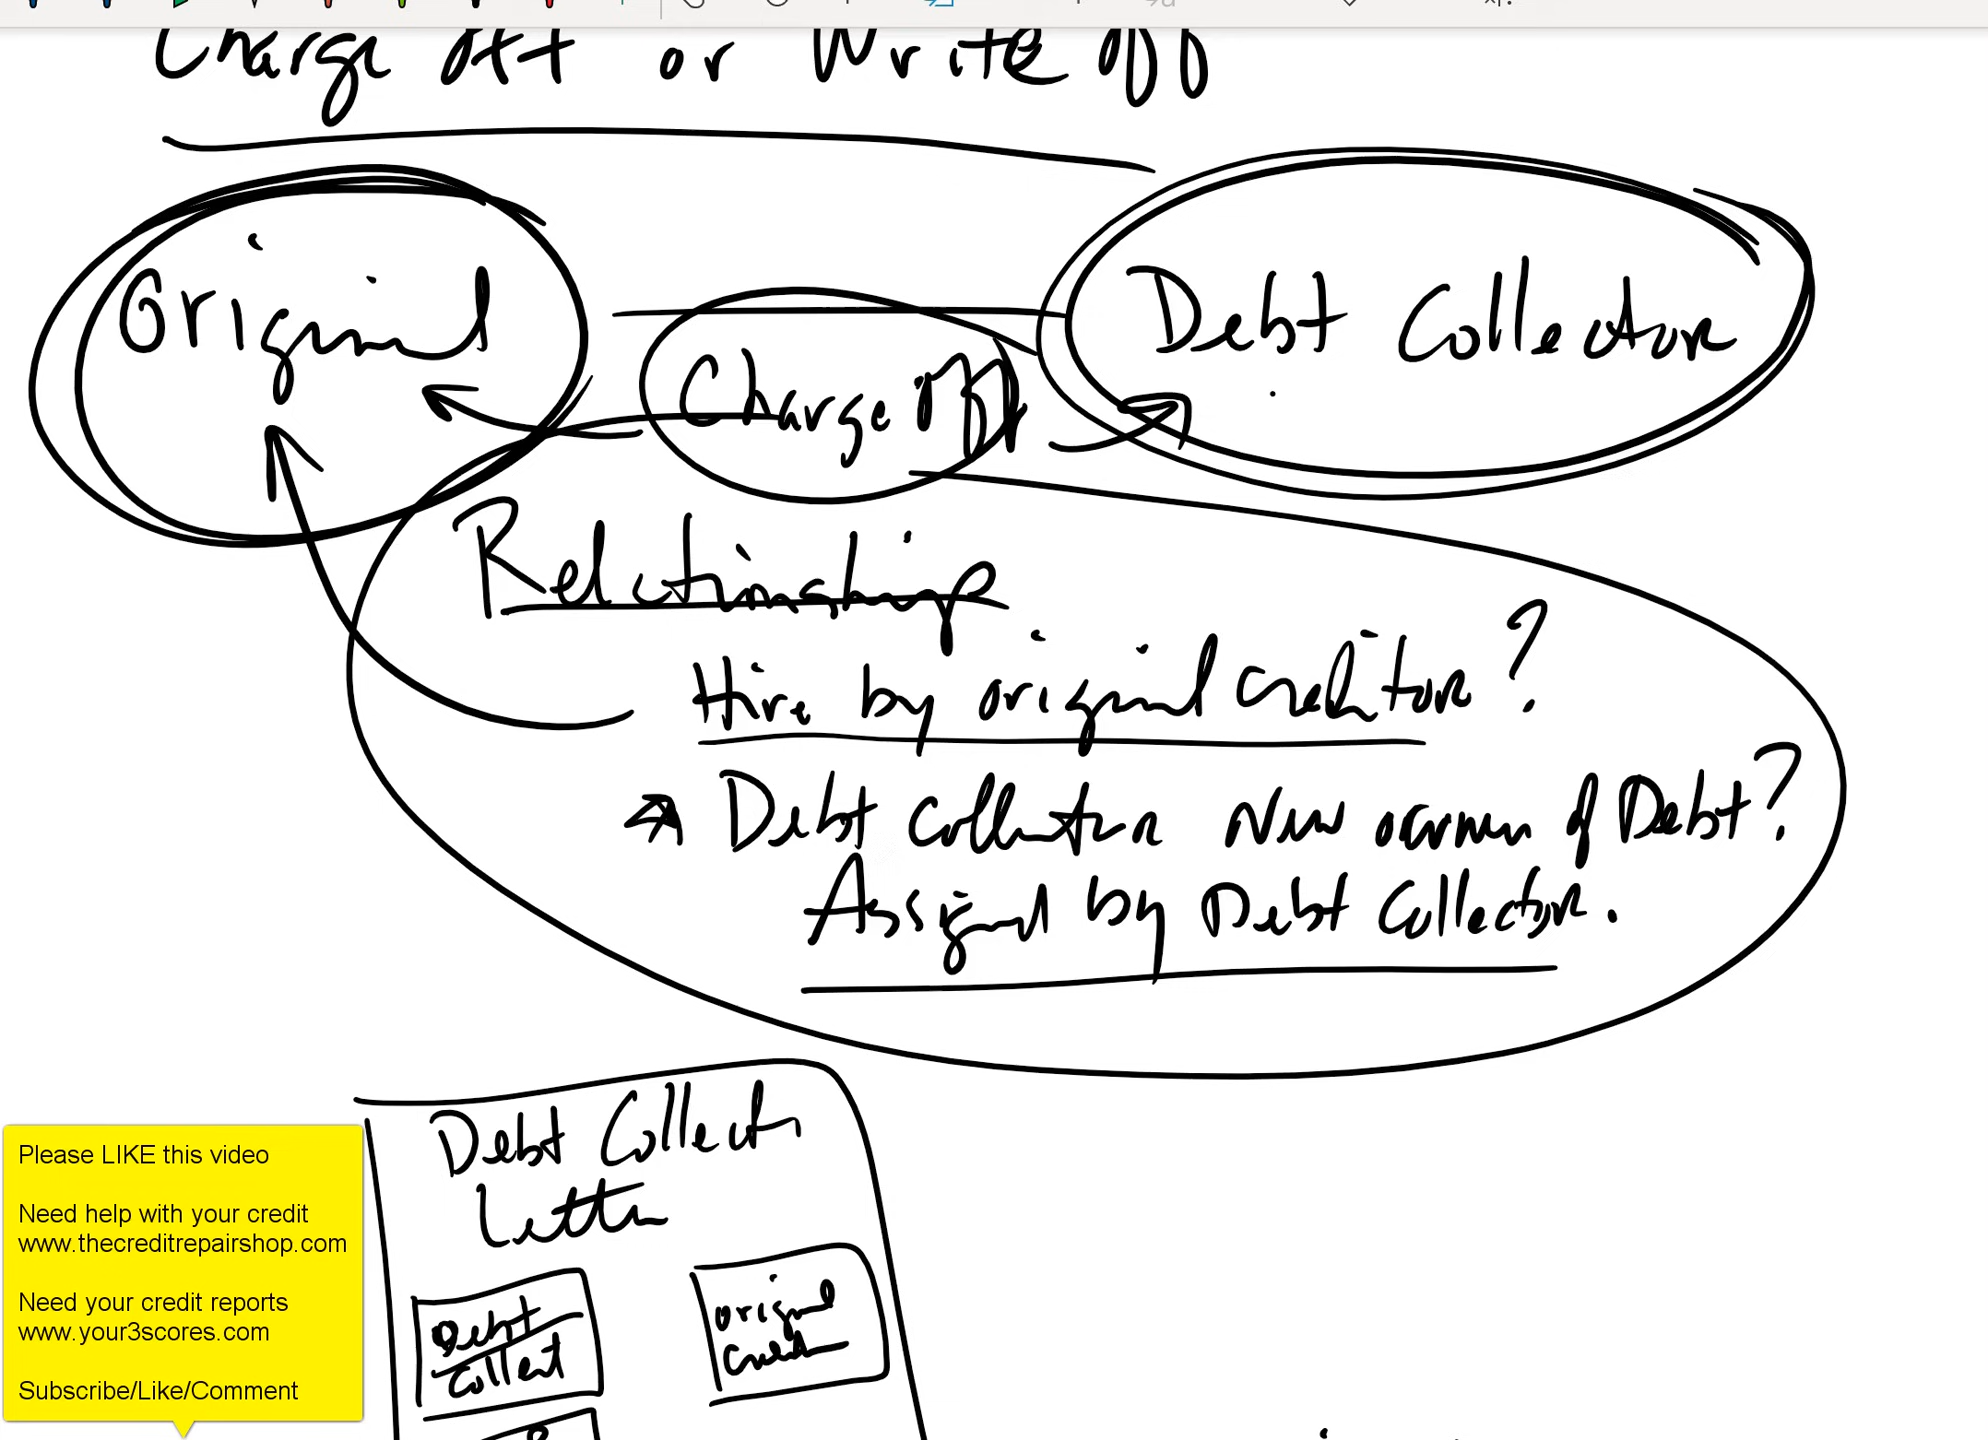 Charge Off or Write off
Original
Debt Collector
Charge Off
Relationship
Hire by original Creditor?
Debt Collector New owner of Debt?
Assigned by Debt Collector.
Debt Collect
Letter
Debt
Collect
original
Credit
Please LIKE this video
Need help with your credit
www.thecreditrepairshop.com
Need your credit reports
www.your3scores.com
Subscribe/Like/Comment